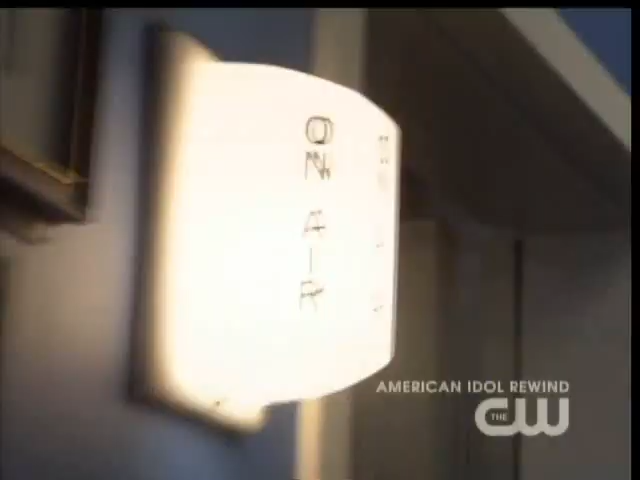 ON
AIR
AMERICAN IDOL REWIND
THE CW